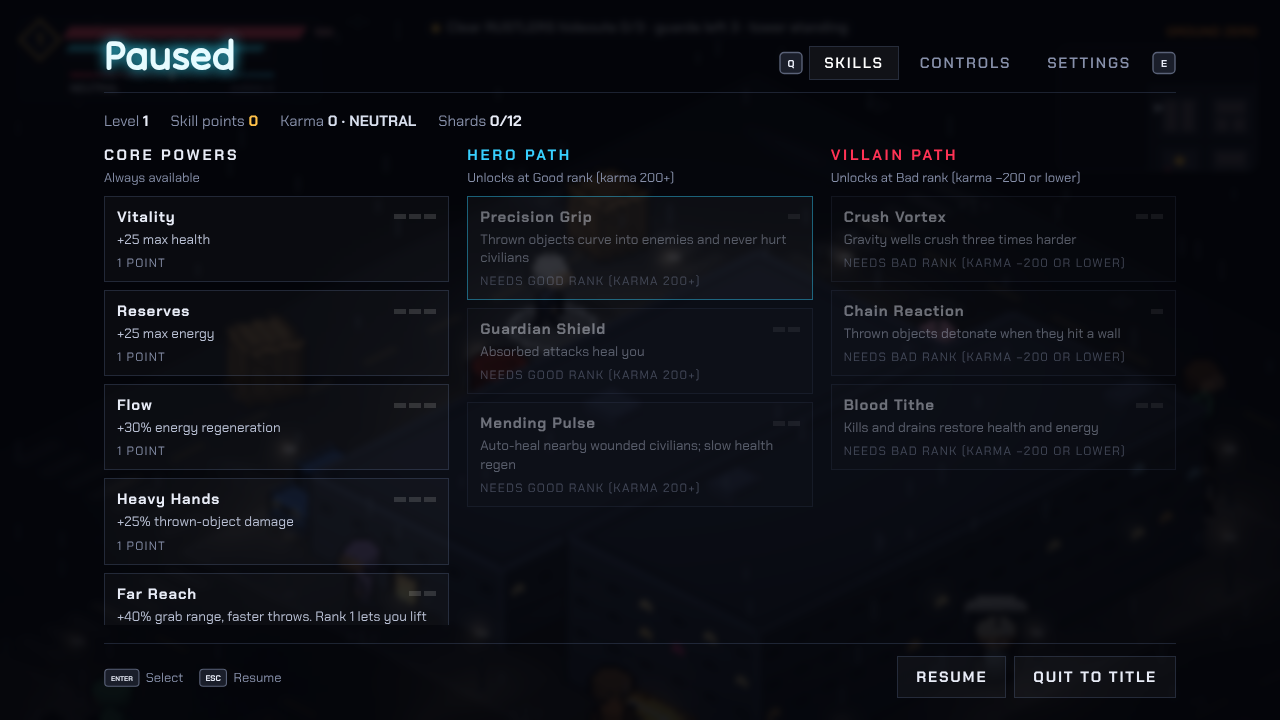 Paused
Q
SKILLS
CONTROLS
SETTINGS
E
Level 1
Skill points 0
Karma 0 · NEUTRAL
Shards 0/12
CORE POWERS
Always available
Vitality
+25 max health
1 POINT
Reserves
+25 max energy
1 POINT
Flow
+30% energy regeneration
1 POINT
Heavy Hands
+25% thrown-object damage
1 POINT
Far Reach
+40% grab range, faster throws. Rank 1 lets you lift
HERO PATH
Unlocks at Good rank (karma 200+)
Precision Grip
Thrown objects curve into enemies and never hurt
civilians
NEEDS GOOD RANK (KARMA 200+)
Guardian Shield
Absorbed attacks heal you
NEEDS GOOD RANK (KARMA 200+)
Mending Pulse
Auto-heal nearby wounded civilians; slow health
regen
NEEDS GOOD RANK (KARMA 200+)
VILLAIN PATH
Unlocks at Bad rank (karma −200 or lower)
Crush Vortex
Gravity wells crush three times harder
NEEDS BAD RANK (KARMA −200 OR LOWER)
Chain Reaction
Thrown objects detonate when they hit a wall
NEEDS BAD RANK (KARMA −200 OR LOWER)
Blood Tithe
Kills and drains restore health and energy
NEEDS BAD RANK (KARMA −200 OR LOWER)
ENTER Select
ESC Resume
RESUME
QUIT TO TITLE